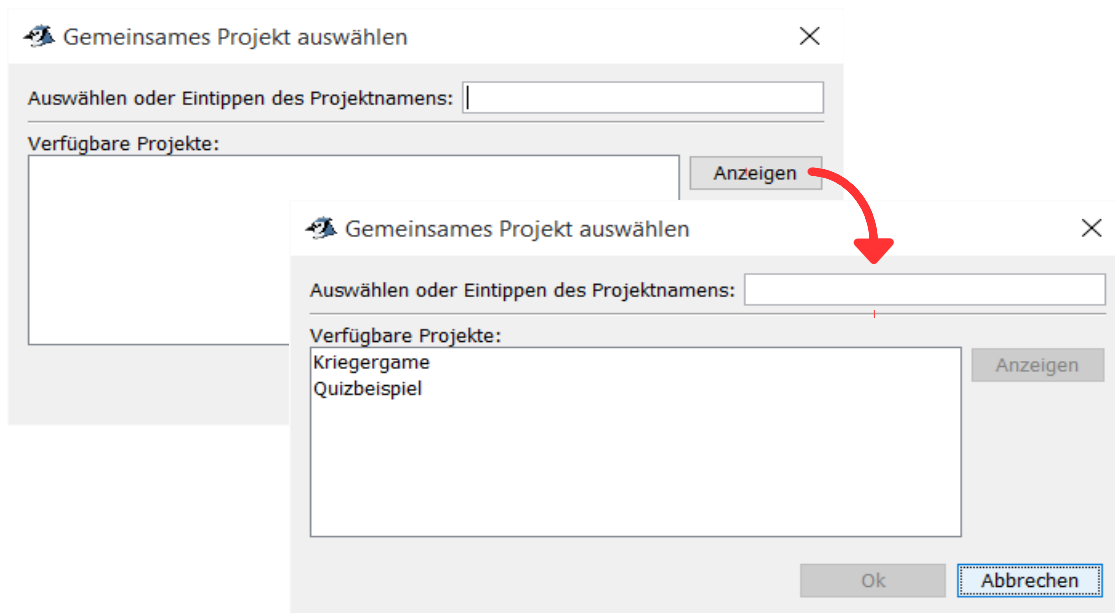 Gemeinsames Projekt auswählen
Auswählen oder Eintippen des Projektnamens:
Verfügbare Projekte:
Anzeigen
Gemeinsames Projekt auswählen
Auswählen oder Eintippen des Projektnamens:
Verfügbare Projekte:
Kriegergame
Anzeigen
Quizbeispiel
Ok
Abbrechen